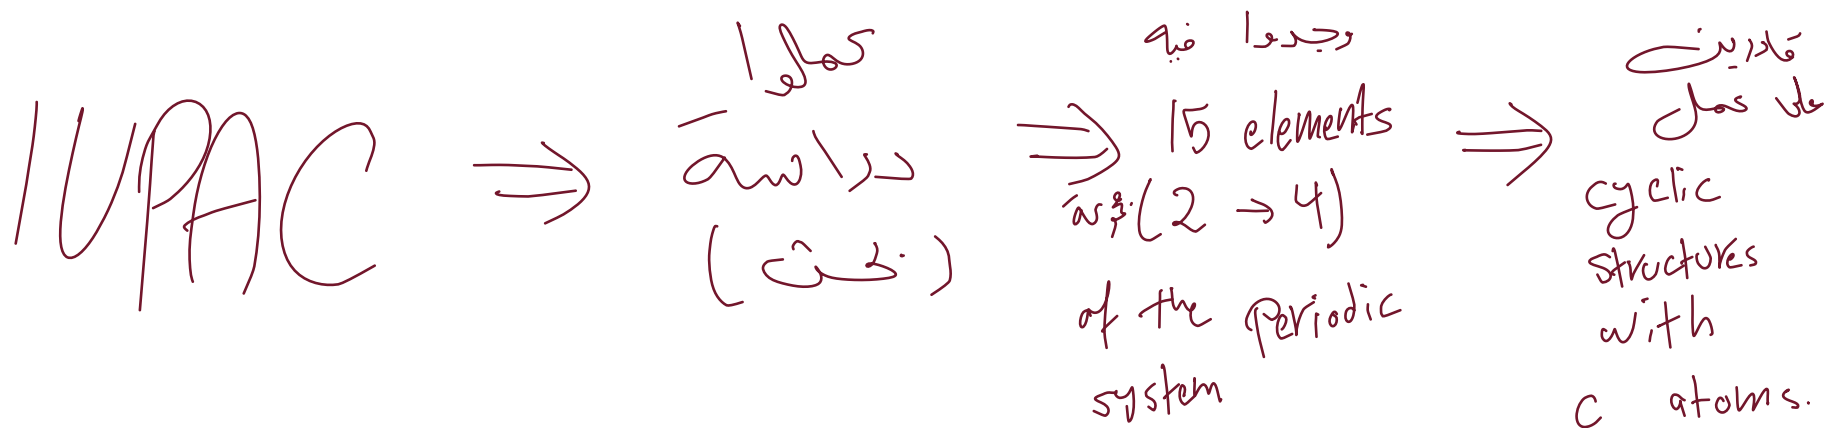 IUPAC ⇒
كملوا
دراسة
(بحث)
⇒
وجدوا فيه
15 elements
(2 → 4)
of the periodic
system
⇒
قادرين
على عمل
cyclic
structures
with
C atoms.